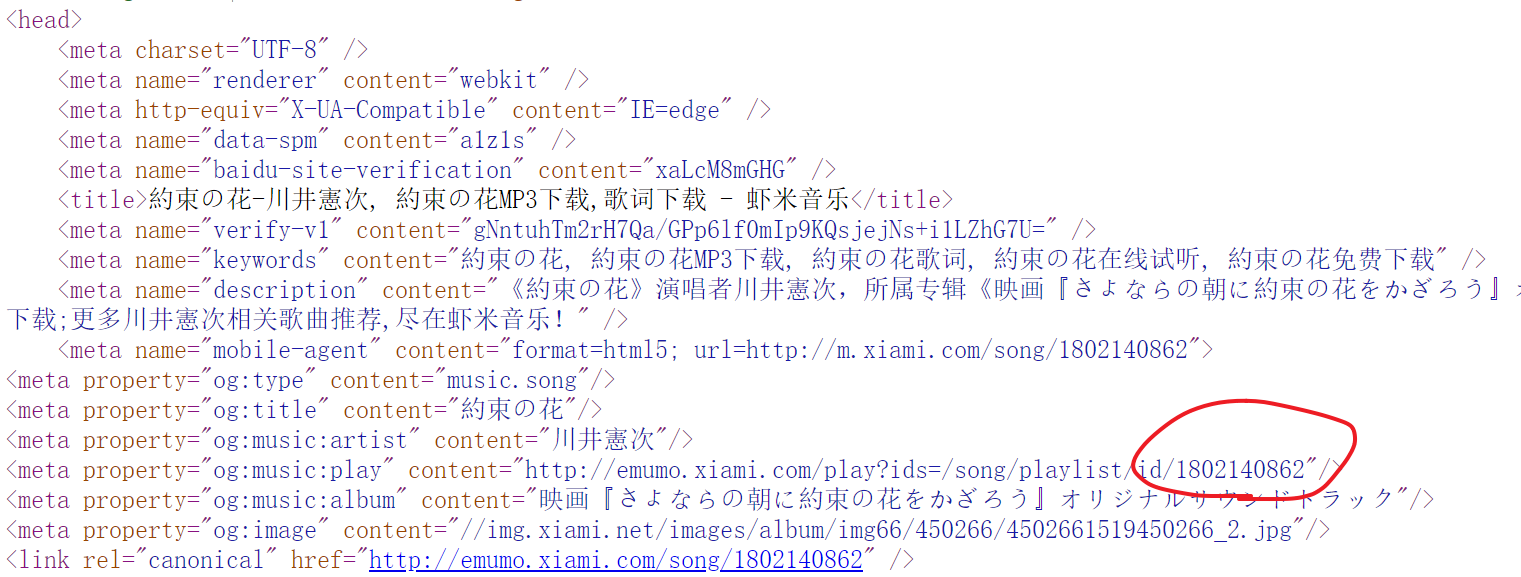 <head>
<meta charset="UTF-8" />
<meta name="renderer" content="webkit" />
<meta http-equiv="X-UA-Compatible" content="IE=edge" />
<meta name="data-spm" content="a1z1s" />
<meta name="baidu-site-verification" content="xaLcM8mGHG" />
<title>約束の花-川井憲次, 約束の花MP3下载,歌词下载 - 虾米音乐</title>
<meta name="verify-v1" content="gNntuhTm2rH7Qa/GPp6lf0mIp9KQsjejNs+i1LZhG7U=" />
<meta name="keywords" content="約束の花, 約束の花MP3下载, 約束の花歌词, 約束の花在线试听, 約束の花免费下载" />
<meta name="description" content="《約束の花》演唱者川井憲次，所属专辑《映画『さよならの朝に約束の花をかざろう』
下载;更多川井憲次相关歌曲推荐,尽在虾米音乐！" />
<meta name="mobile-agent" content="format=html5; url=http://m.xiami.com/song/1802140862">
<meta property="og:type" content="music.song"/>
<meta property="og:title" content="約束の花"/>
<meta property="og:music:artist" content="川井憲次"/>
<meta property="og:music:play" content="http://emumo.xiami.com/play?ids=/song/playlist/id/1802140862"/>
<meta property="og:music:album" content="映画『さよならの朝に約束の花をかざろう』オリジナルサウンドトラック"/>
<meta property="og:image" content="//img.xiami.net/images/album/img66/450266/4502661519450266_2.jpg"/>
<link rel="canonical" href="http://emumo.xiami.com/song/1802140862" />